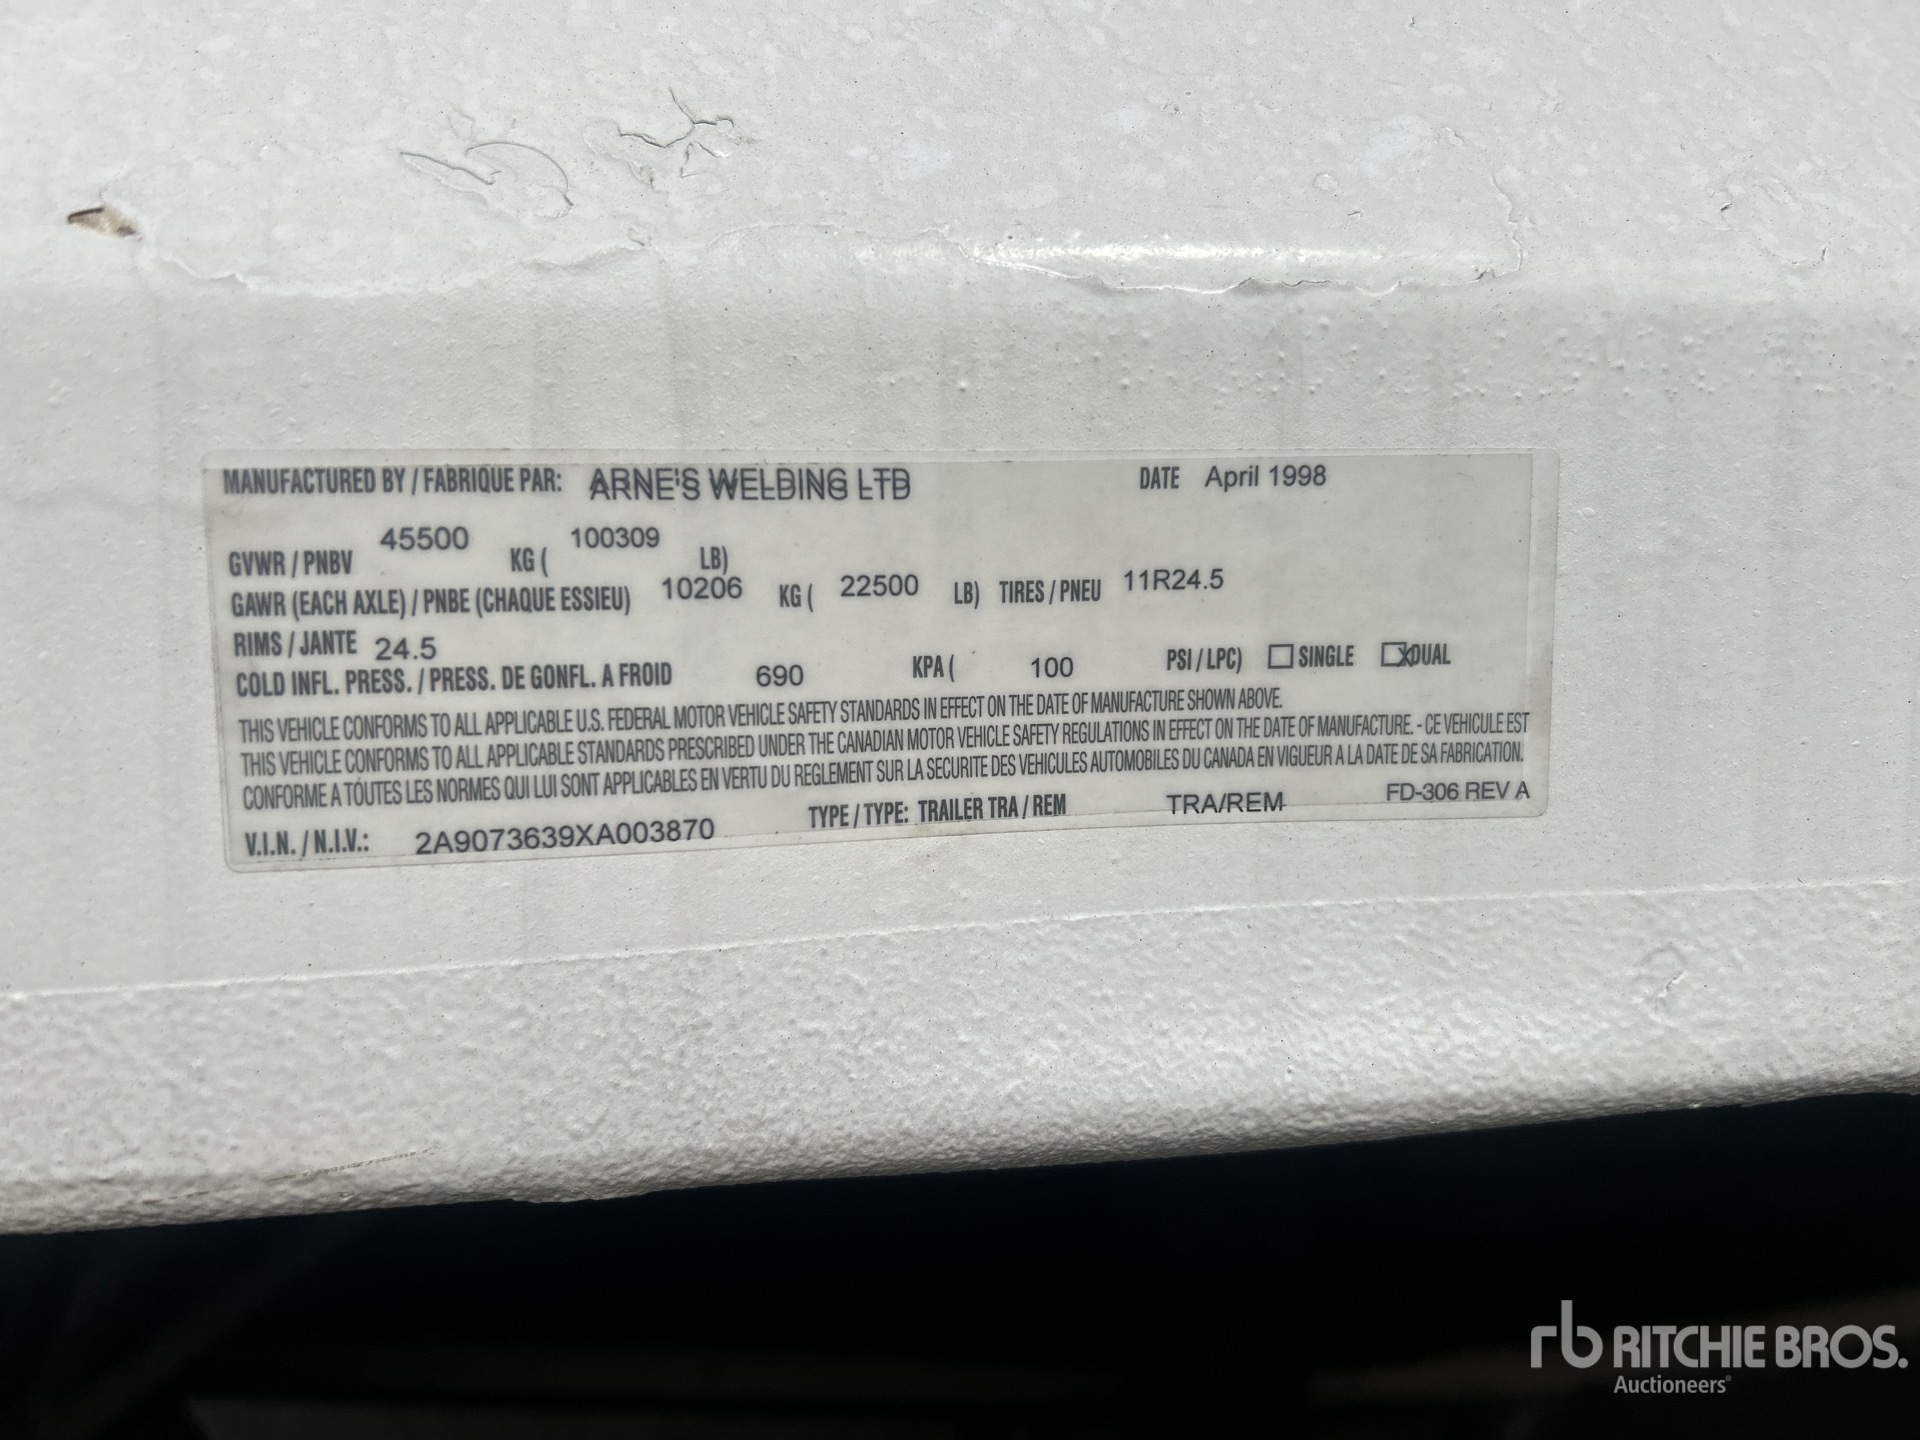 MANUFACTURED BY / FABRIQUE PAR: ARNE'S WELDING LTD DATE April 1998
GVWR / PNBV 45500 KG ( 100309 LB)
GAWR (EACH AXLE) / PNBE (CHAQUE ESSIEU) 10206 KG ( 22500 LB) TIRES / PNEU 11R24.5
RIMS / JANTE 24.5
COLD INFL. PRESS. / PRESS. DE GONFL. A FROID 690 KPA ( 100 PSI / LPC) ☐ SINGLE ☒ DUAL
THIS VEHICLE CONFORMS TO ALL APPLICABLE U.S. FEDERAL MOTOR VEHICLE SAFETY STANDARDS IN EFFECT ON THE DATE OF MANUFACTURE SHOWN ABOVE.
THIS VEHICLE CONFORMS TO ALL APPLICABLE STANDARDS PRESCRIBED UNDER THE CANADIAN MOTOR VEHICLE SAFETY REGULATIONS IN EFFECT ON THE DATE OF MANUFACTURE. - CE VEHICULE EST
CONFORME A TOUTES LES NORMES QUI LUI SONT APPLICABLES EN VERTU DU REGLEMENT SUR LA SECURITE DES VEHICULES AUTOMOBILES DU CANADA EN VIGUEUR A LA DATE DE SA FABRICATION.
V.I.N. / N.I.V.: 2A9073639XA003870 TYPE / TYPE: TRAILER TRA / REM TRA/REM FD-306 REV A
rb RITCHIE BROS.
Auctioneers®